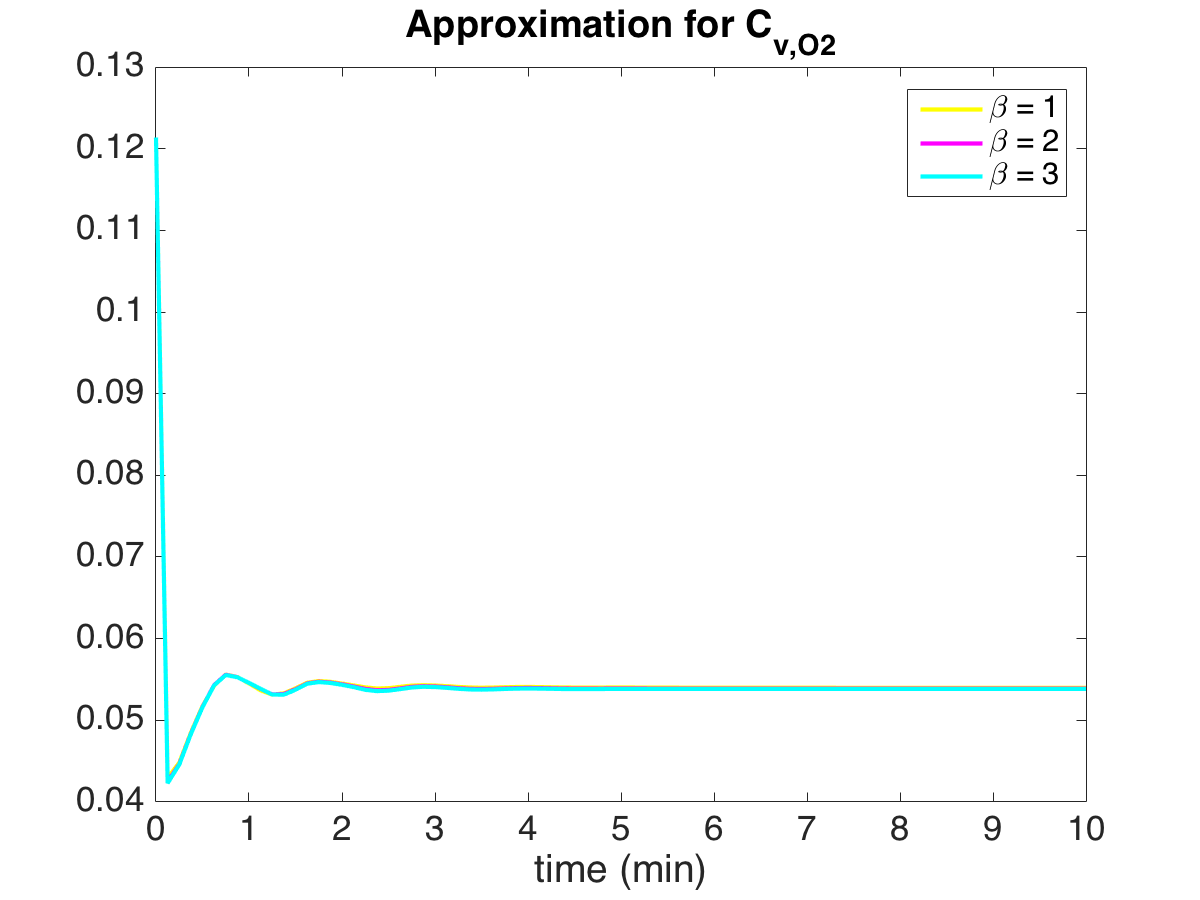 Approximation for C_v,O2
0.13
0.12
0.11
0.1
0.09
0.08
0.07
0.06
0.05
0.04
β = 1
β = 2
β = 3
0 1 2 3 4 5 6 7 8 9 10
time (min)